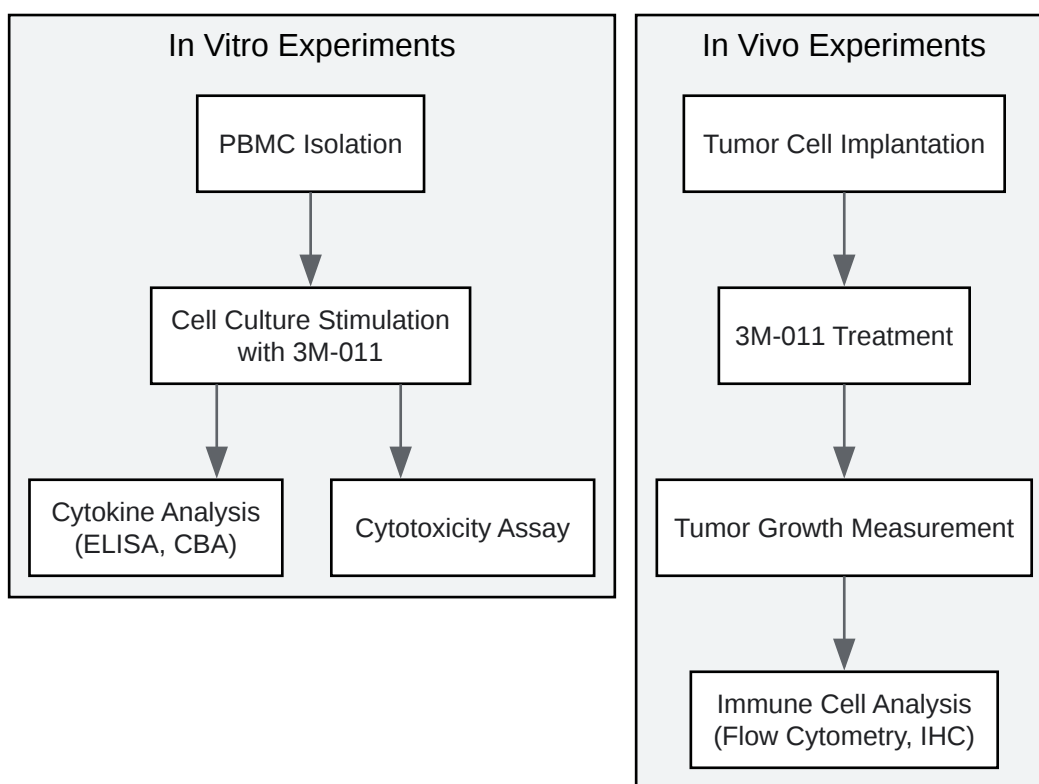 In Vitro Experiments
PBMC Isolation
Cell Culture Stimulation
with 3M-011
Cytokine Analysis
(ELISA, CBA)
Cytotoxicity Assay
In Vivo Experiments
Tumor Cell Implantation
3M-011 Treatment
Tumor Growth Measurement
Immune Cell Analysis
(Flow Cytometry, IHC)